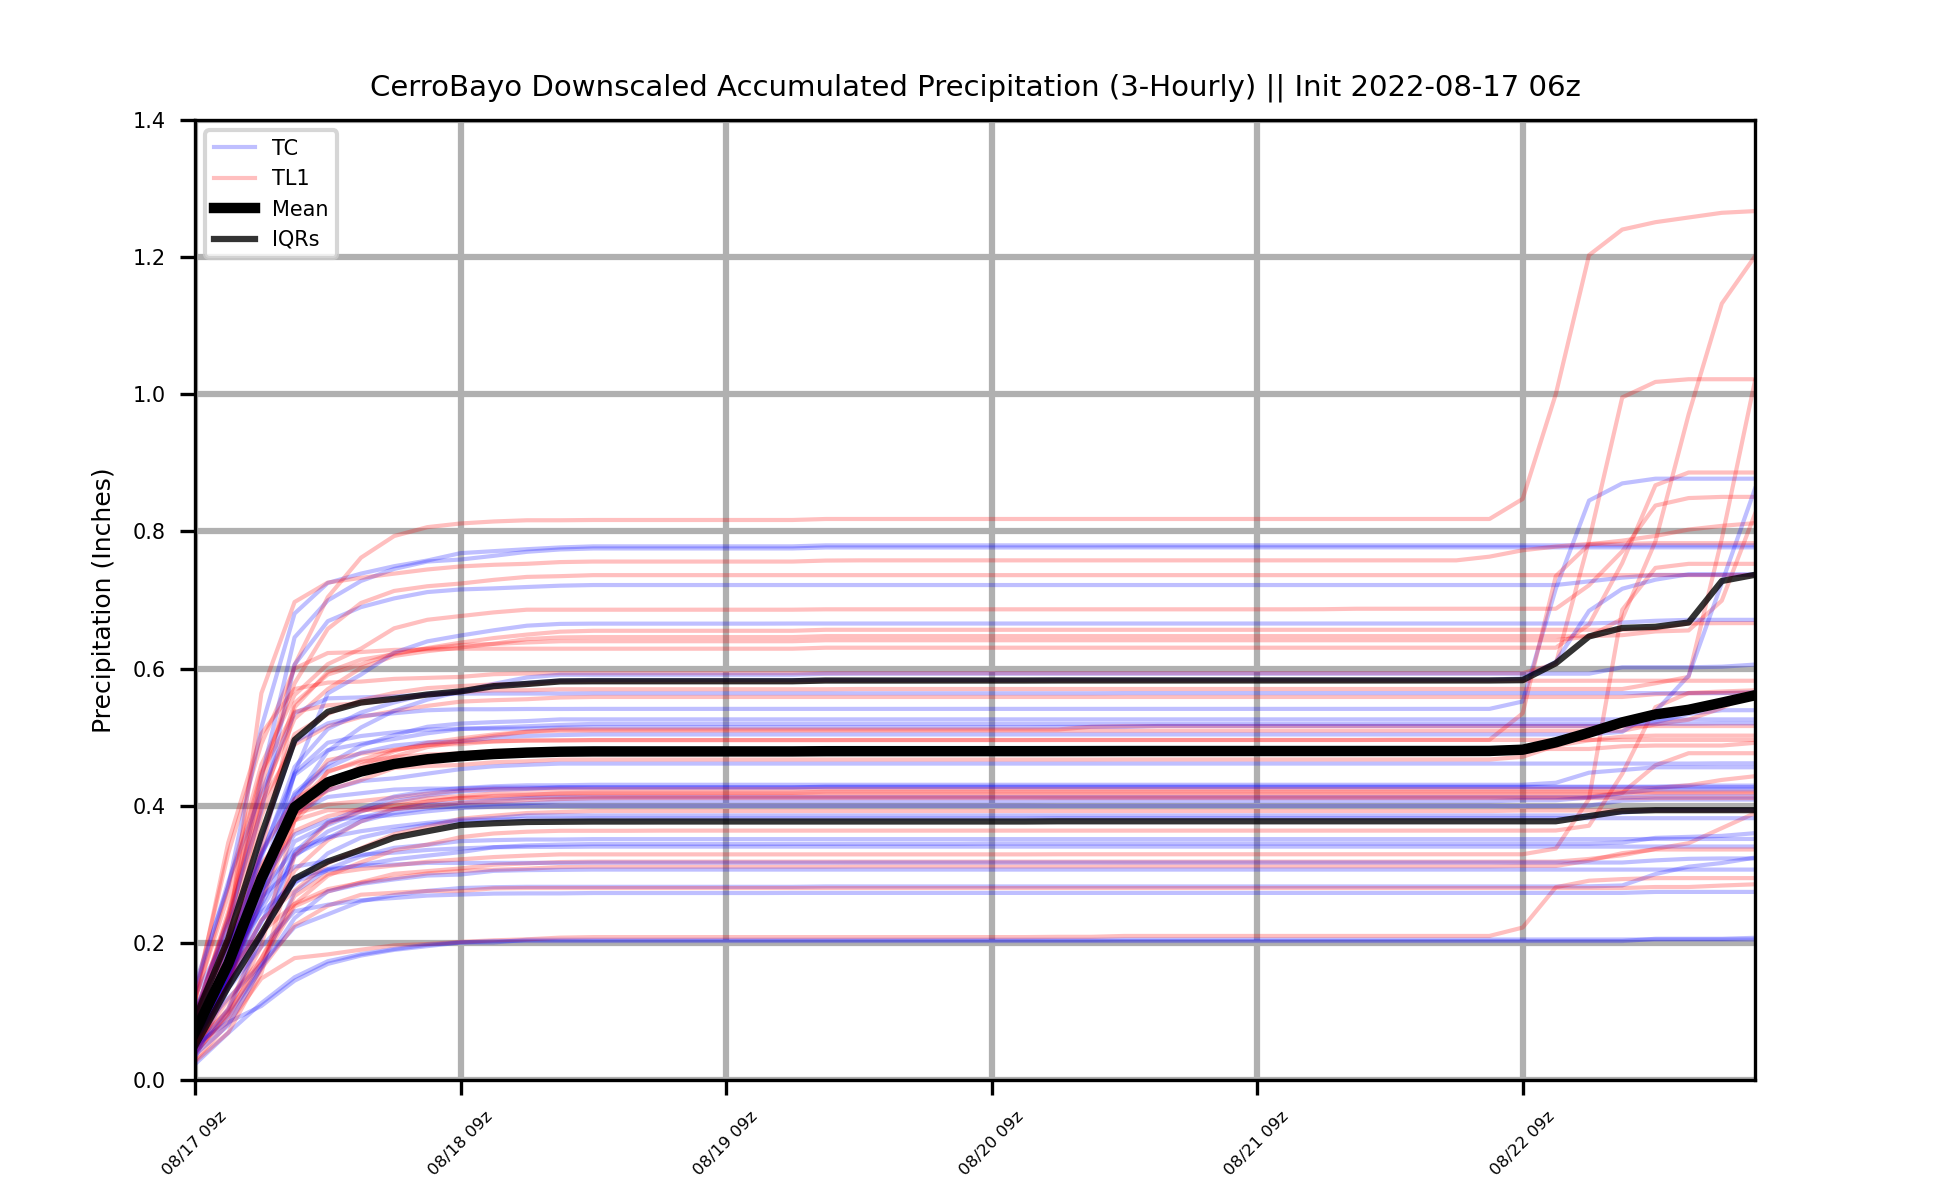 CerroBayo Downscaled Accumulated Precipitation (3-Hourly) || Init 2022-08-17 06z
1.4
1.2
1.0
0.8
0.6
0.4
0.2
0.0
Precipitation (Inches)
TC
TL1
Mean
IQRs
08/17 09z
08/18 09z
08/19 09z
08/20 09z
08/21 09z
08/22 09z